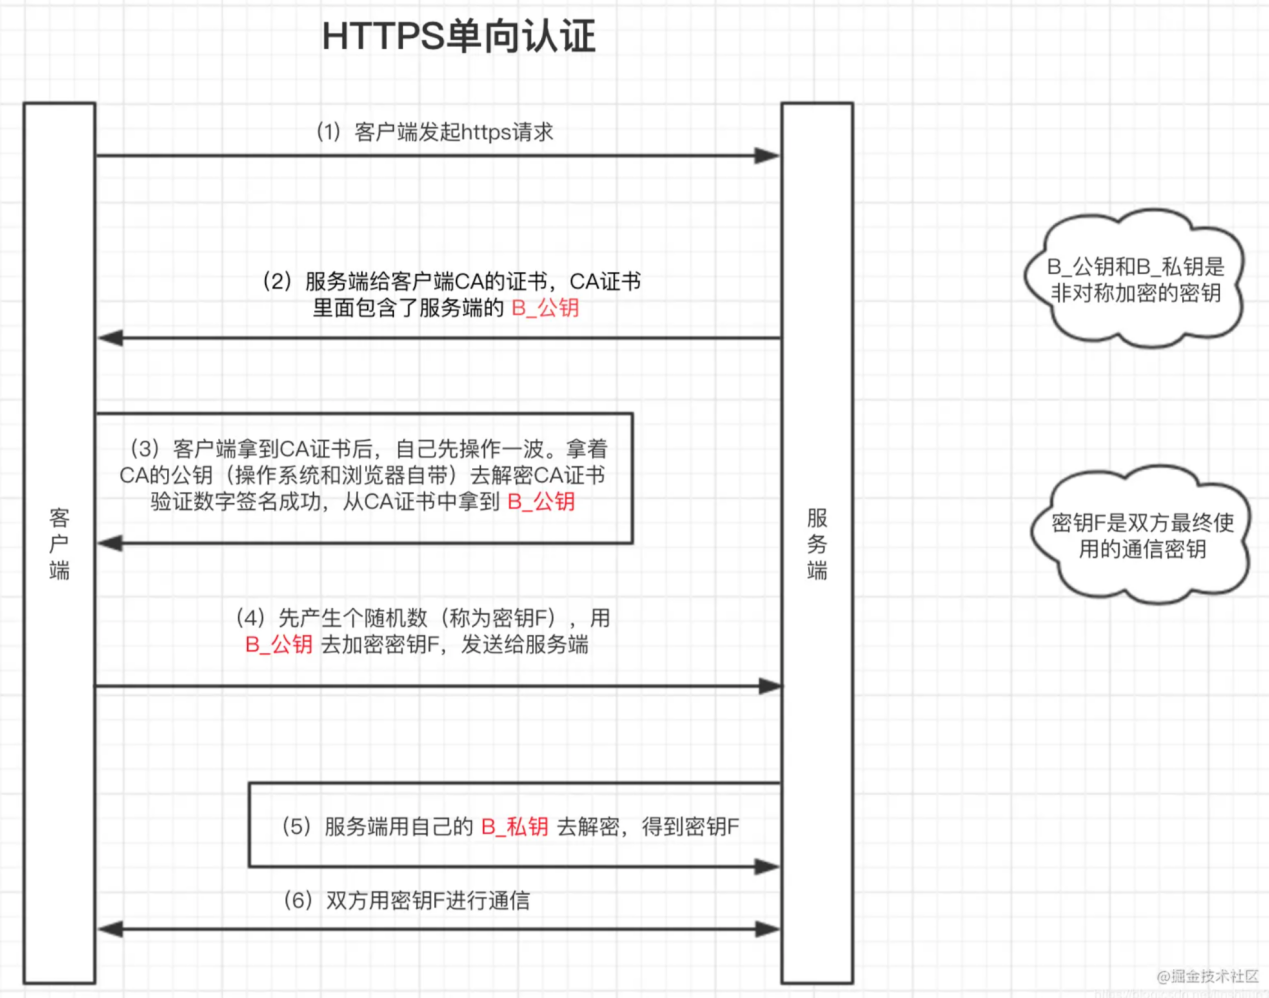 HTTPS单向认证
（1）客户端发起https请求
（2）服务端给客户端CA的证书，CA证书
里面包含了服务端的 B_公钥
B_公钥和B_私钥是
非对称加密的密钥
（3）客户端拿到CA证书后，自己先操作一波。拿着
CA的公钥（操作系统和浏览器自带）去解密CA证书
验证数字签名成功，从CA证书中拿到 B_公钥
客户端
服务端
密钥F是双方最终使
用的通信密钥
（4）先产生个随机数（称为密钥F），用
B_公钥 去加密密钥F，发送给服务端
（5）服务端用自己的 B_私钥 去解密，得到密钥F
（6）双方用密钥F进行通信
@掘金技术社区